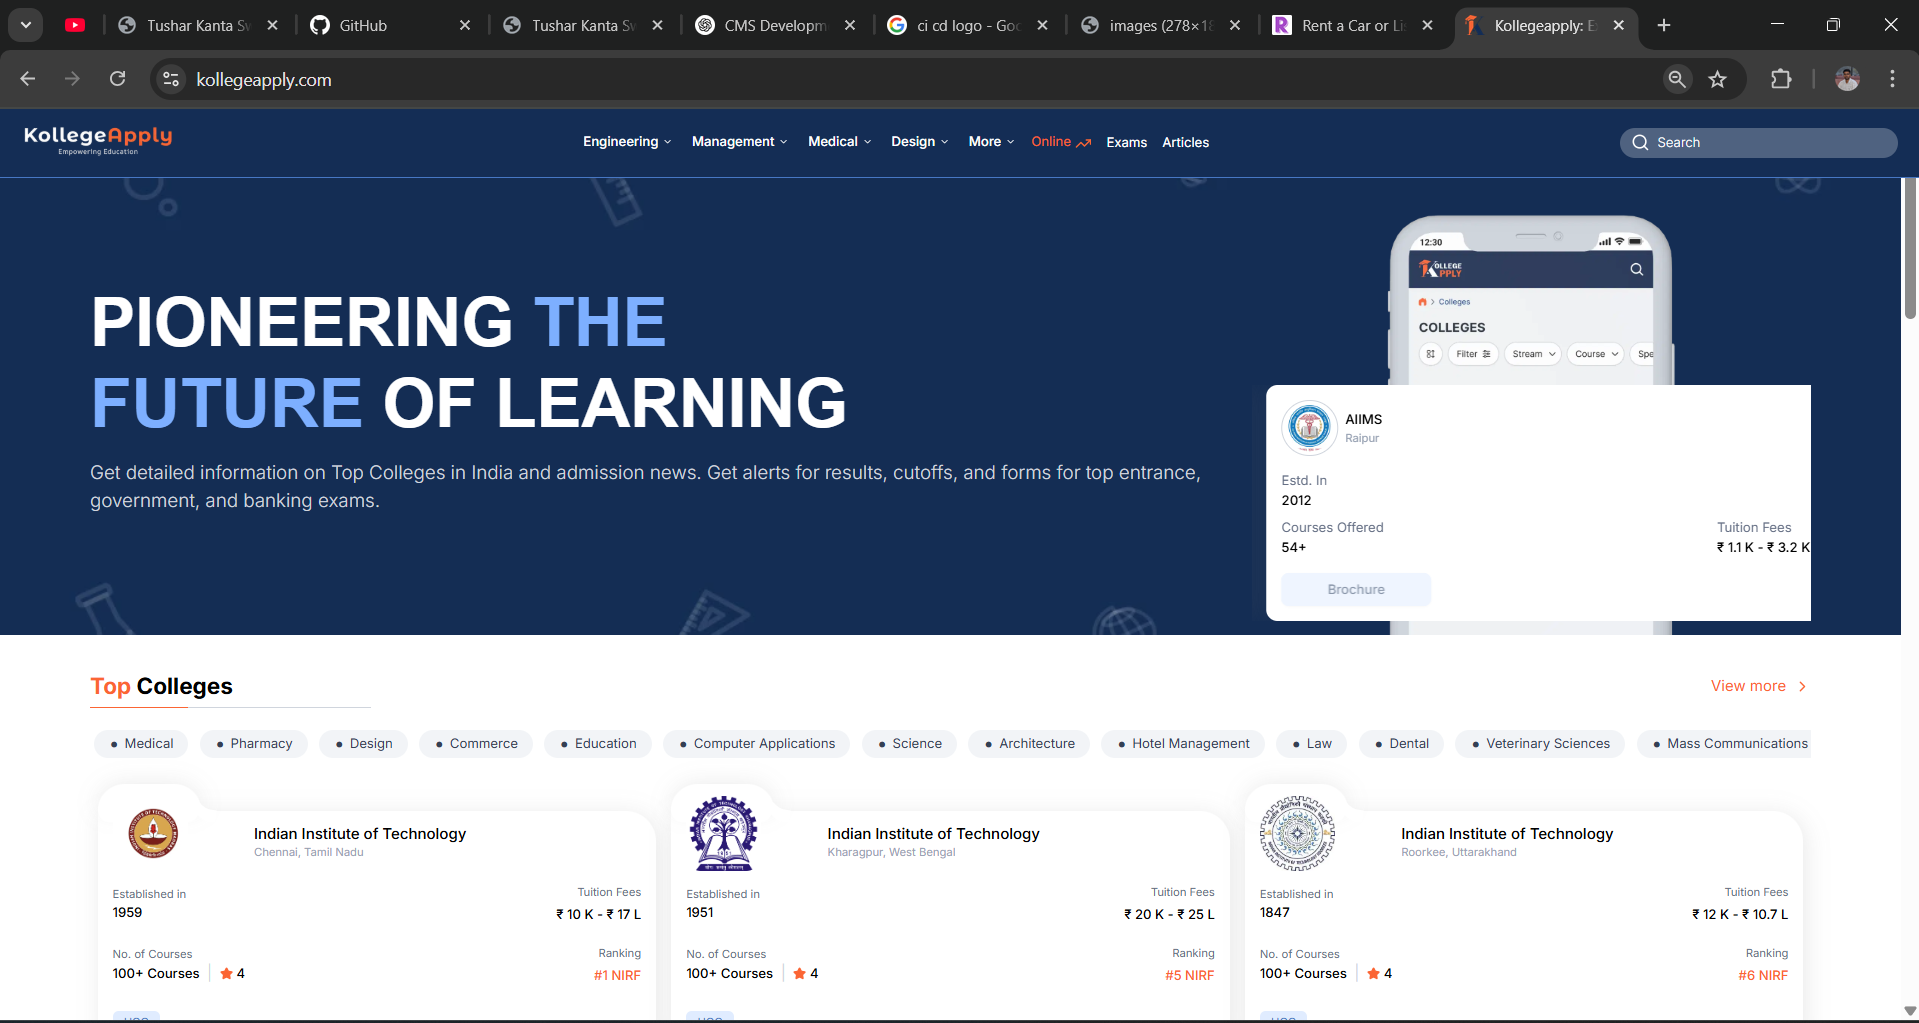 Tushar Kanta Sw
GitHub
Tushar Kanta Sw
CMS Developm
ci cd logo - Goo
images (278×18
Rent a Car or Lis
Kollegeapply: E
kollegeapply.com
KollegeApply
Empowering Education
Engineering
Management
Medical
Design
More
Online
Exams
Articles
Search
PIONEERING THE
FUTURE OF LEARNING
Get detailed information on Top Colleges in India and admission news. Get alerts for results, cutoffs, and forms for top entrance,
government, and banking exams.
12:30
KOLLEGE
APPLY
Colleges
COLLEGES
Filter
Stream
Course
Spe
AIIMS
Raipur
Estd. In
2012
Courses Offered
Tuition Fees
54+
₹ 1.1 K - ₹ 3.2 K
Brochure
Top Colleges
View more
Medical
Pharmacy
Design
Commerce
Education
Computer Applications
Science
Architecture
Hotel Management
Law
Dental
Veterinary Sciences
Mass Communications
Indian Institute of Technology
Chennai, Tamil Nadu
Established in
Tuition Fees
1959
₹ 10 K - ₹ 17 L
No. of Courses
Ranking
100+ Courses
4
#1 NIRF
Indian Institute of Technology
Kharagpur, West Bengal
Established in
Tuition Fees
1951
₹ 20 K - ₹ 25 L
No. of Courses
Ranking
100+ Courses
4
#5 NIRF
Indian Institute of Technology
Roorkee, Uttarakhand
Established in
Tuition Fees
1847
₹ 12 K - ₹ 10.7 L
No. of Courses
Ranking
100+ Courses
4
#6 NIRF